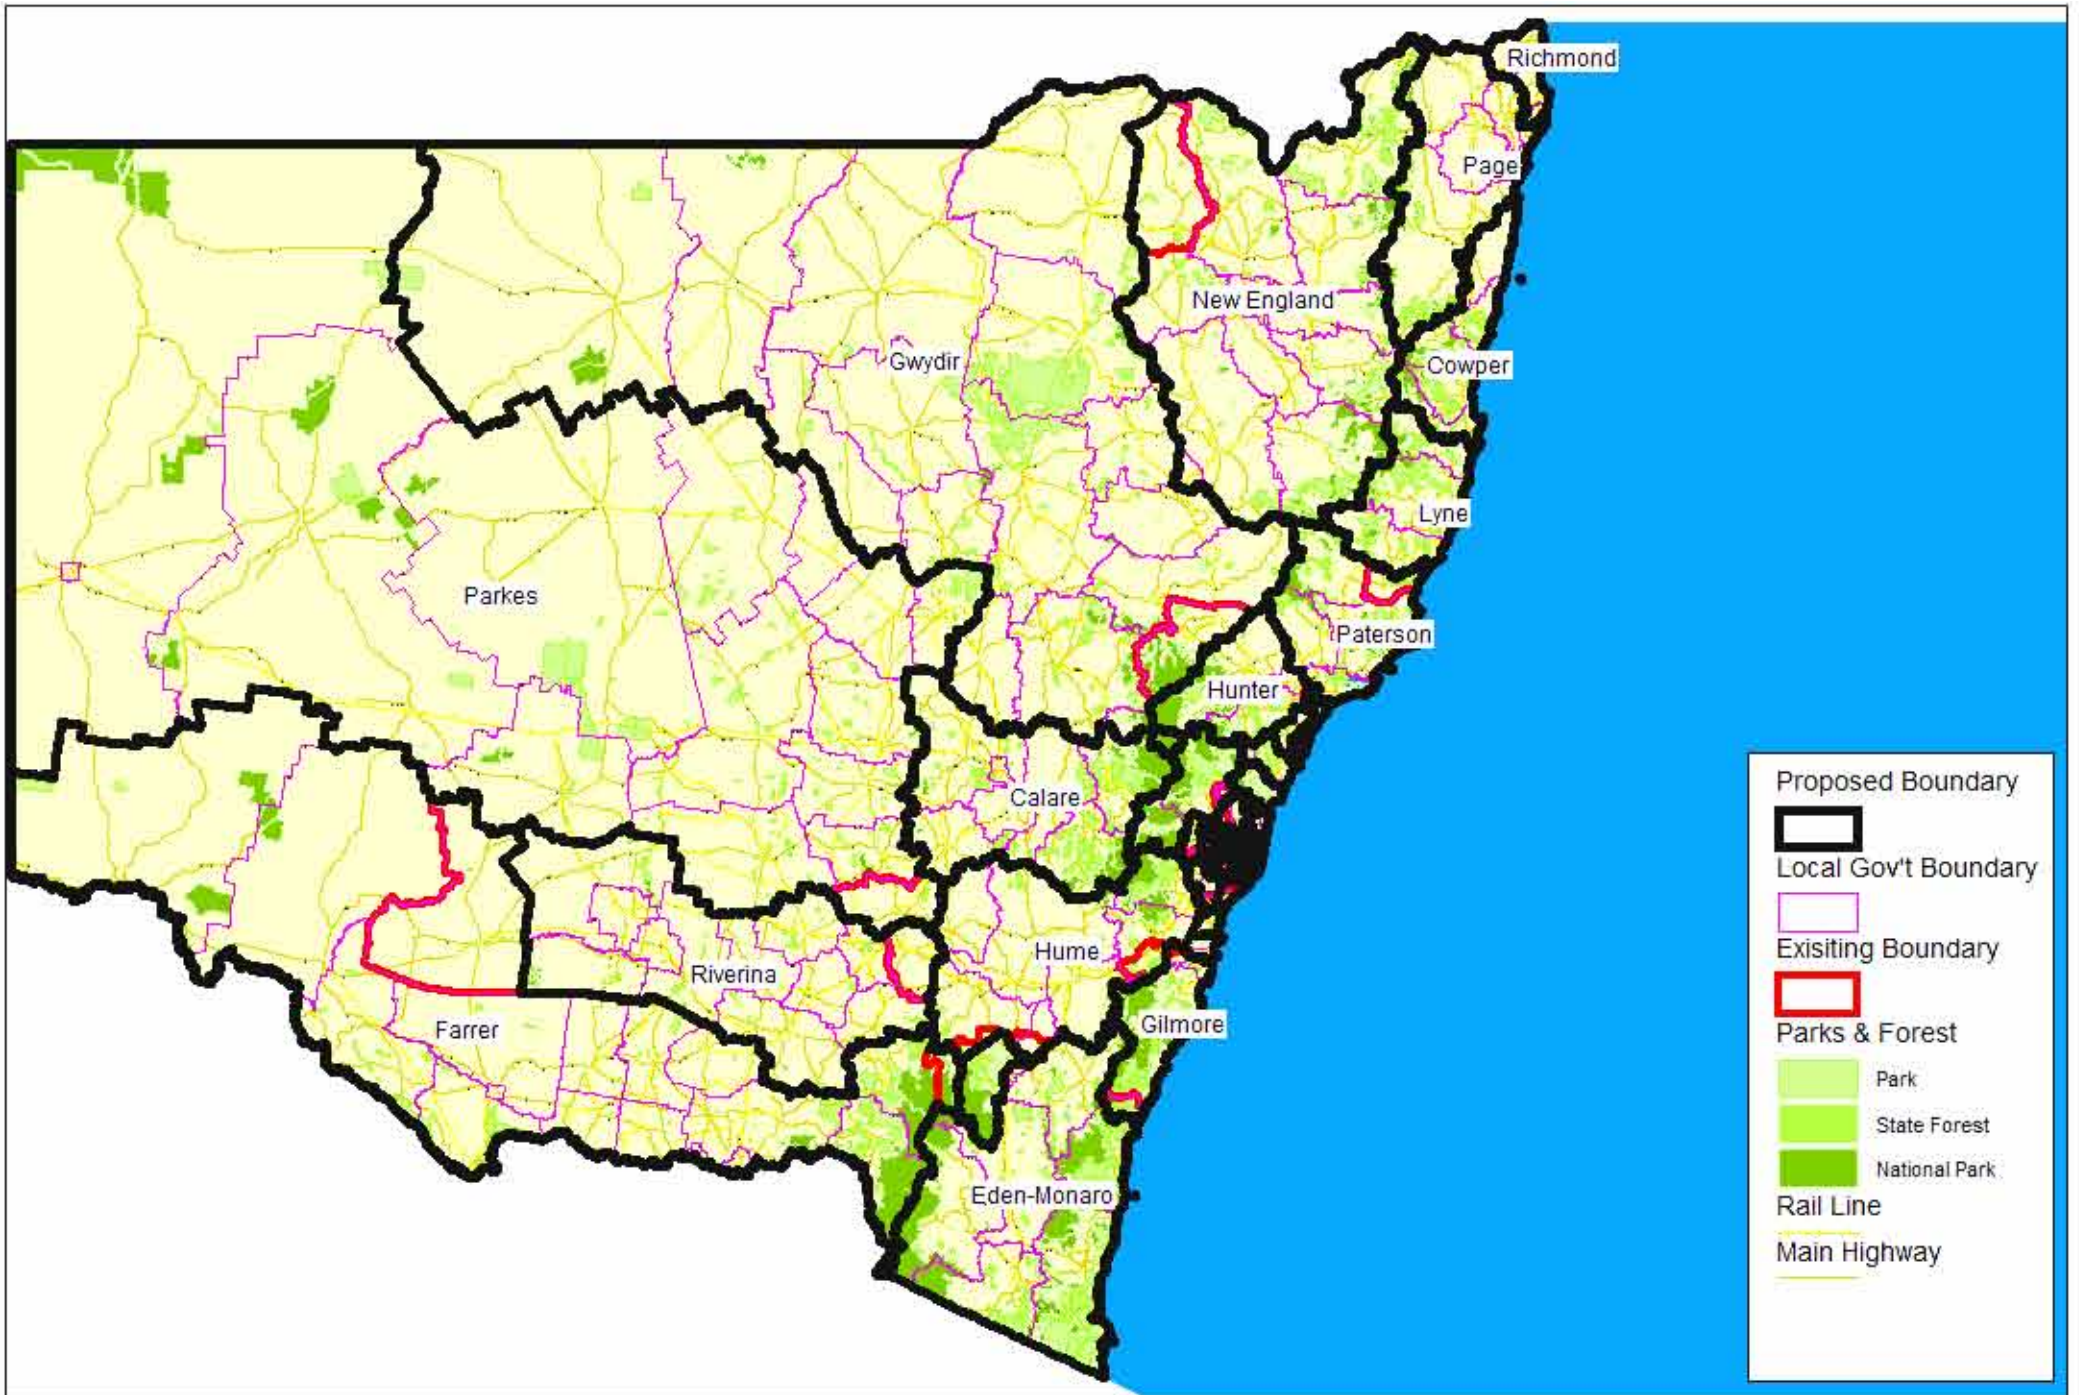 Richmond
Page
New England
Gwydir
Cowper
Lyne
Parkes
Paterson
Hunter
Calare
Hume
Riverina
Gilmore
Farrer
Eden-Monaro
Proposed Boundary
Local Gov't Boundary
Exisiting Boundary
Parks & Forest
Park
State Forest
National Park
Rail Line
Main Highway